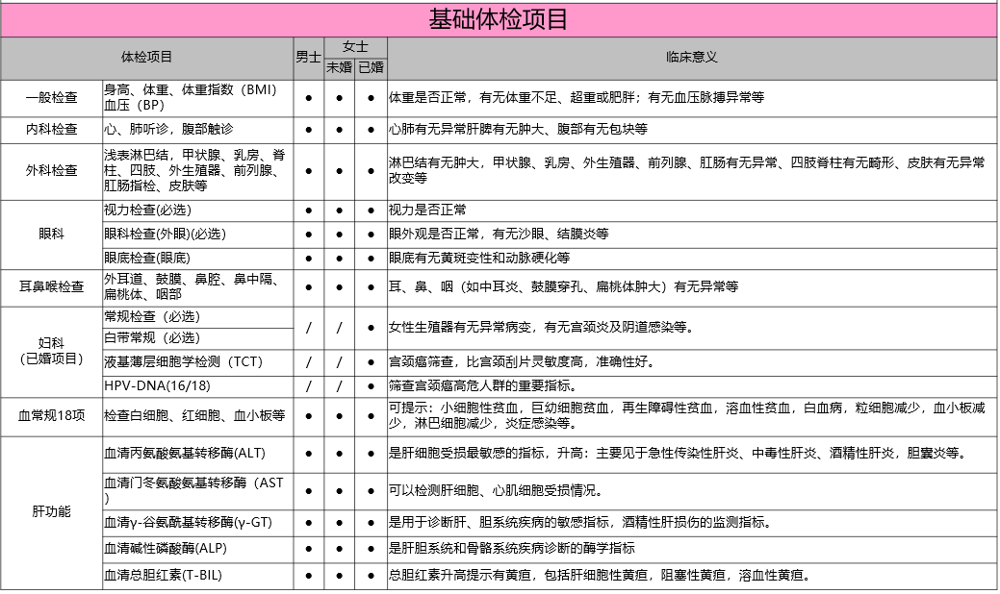 基础体检项目
体检项目 男士 女士 临床意义
未婚 已婚
一般检查 身高、体重、体重指数（BMI）
血压（BP） ● ● ● 体重是否正常，有无体重不足、超重或肥胖；有无血压脉搏异常等
内科检查 心、肺听诊，腹部触诊 ● ● ● 心肺有无异常肝脾有无肿大、腹部有无包块等
外科检查 浅表淋巴结，甲状腺、乳房、脊
柱、四肢、外生殖器、前列腺、
肛肠指检、皮肤等 ● ● ● 淋巴结有无肿大，甲状腺、乳房、外生殖器、前列腺、肛肠有无异常、四肢脊柱有无畸形、皮肤有无异常
改变等
眼科 视力检查(必选） ● ● ● 视力是否正常
眼科检查(外眼)(必选） ● ● ● 眼外观是否正常，有无沙眼、结膜炎等
眼底检查(眼底) ● ● ● 眼底有无黄斑变性和动脉硬化等
耳鼻喉检查 外耳道、鼓膜、鼻腔、鼻中隔、
扁桃体、咽部 ● ● ● 耳、鼻、咽（如中耳炎、鼓膜穿孔、扁桃体肿大）有无异常等
妇科
（已婚项目） 常规检查（必选） / / ● 女性生殖器有无异常病变，有无宫颈炎及阴道感染等。
白带常规（必选）
液基薄层细胞学检测（TCT） / / ● 宫颈癌筛查，比宫颈刮片灵敏度高，准确性好。
HPV-DNA(16/18) / / ● 筛查宫颈癌高危人群的重要指标。
血常规18项 检查白细胞、红细胞、血小板等 ● ● ● 可提示：小细胞性贫血，巨幼细胞贫血，再生障碍性贫血，溶血性贫血，白血病，粒细胞减少，血小板减
少，淋巴细胞减少，炎症感染等。
肝功能 血清丙氨酸氨基转移酶(ALT) ● ● ● 是肝细胞受损最敏感的指标，升高：主要见于急性传染性肝炎、中毒性肝炎、酒精性肝炎，胆囊炎等。
血清门冬氨酸氨基转移酶（AST
) ● ● ● 可以检测肝细胞、心肌细胞受损情况。
血清γ-谷氨酰基转移酶(γ-GT) ● ● ● 是用于诊断肝、胆系统疾病的敏感指标，酒精性肝损伤的监测指标。
血清碱性磷酸酶(ALP) ● ● ● 是肝胆系统和骨骼系统疾病诊断的酶学指标
血清总胆红素(T-BIL) ● ● ● 总胆红素升高提示有黄疸，包括肝细胞性黄疸，阻塞性黄疸，溶血性黄疸。